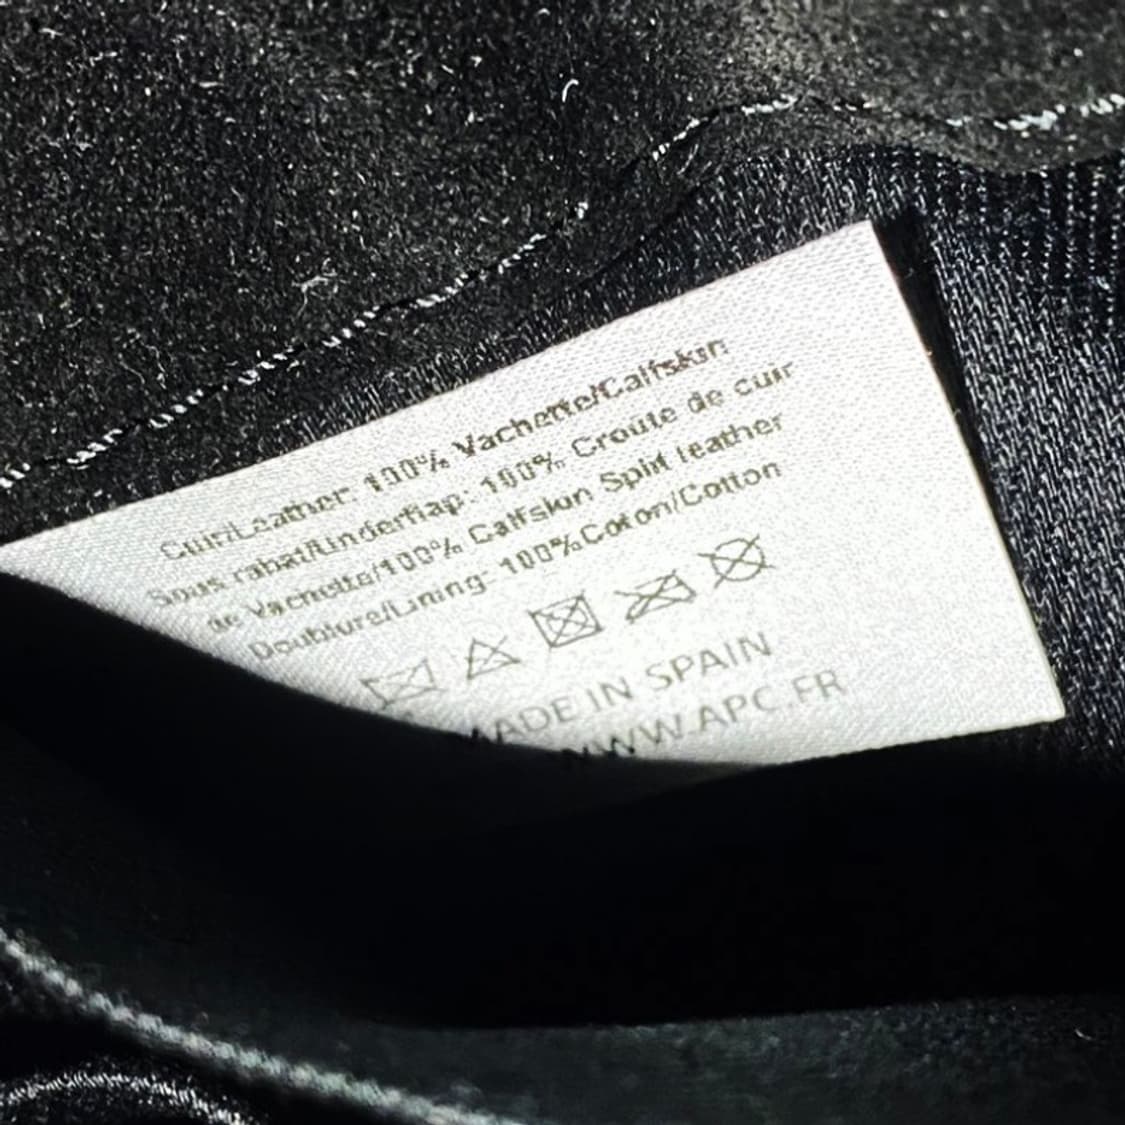 Cuir/Leather: 100% Vachette/Calfskin
Sous rabat/Underflap: 100% Croute de cuir
de Vachette/100% Calfskin Split leather
Doublure/Lining: 100%Coton/Cotton
MADE IN SPAIN
WWW.APC.FR